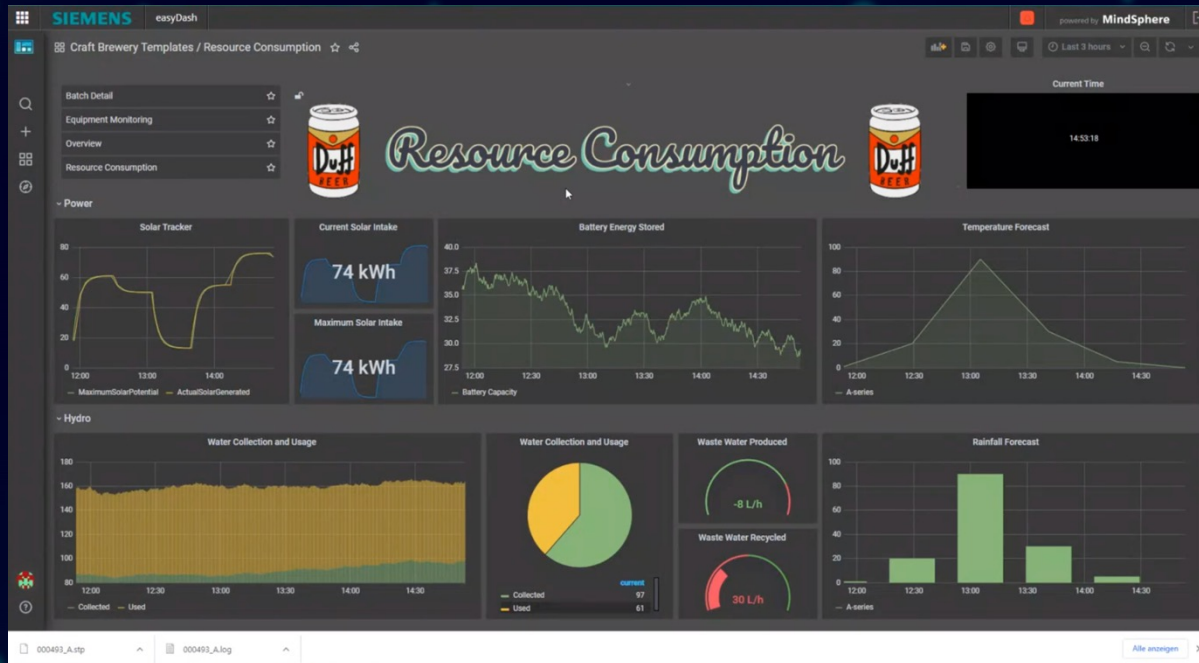 SIEMENS easyDash
powered by MindSphere
Craft Brewery Templates / Resource Consumption
Last 3 hours
Batch Detail
Equipment Monitoring
Overview
Resource Consumption
Duff
BEER
Resource Consumption
Duff
BEER
Current Time
14:53:18
Power
Solar Tracker
80
60
40
20
0
12:00 13:00 14:00
MaximumSolarPotential ActualSolarGenerated
Current Solar Intake
74 kWh
Maximum Solar Intake
74 kWh
Battery Energy Stored
40.0
37.5
35.0
32.5
30.0
27.5
12:00 12:30 13:00 13:30 14:00 14:30
Battery Capacity
Temperature Forecast
100
80
60
40
20
0
12:00 12:30 13:00 13:30 14:00 14:30
A-series
Hydro
Water Collection and Usage
180
160
140
120
100
80
12:00 12:30 13:00 13:30 14:00 14:30
Collected Used
Water Collection and Usage
current
Collected 97
Used 61
Waste Water Produced
-8 L/h
Waste Water Recycled
30 L/h
Rainfall Forecast
100
80
60
40
20
0
12:00 12:30 13:00 13:30 14:00 14:30
A-series
000493_A.stp 000493_A.log Alle anzeigen